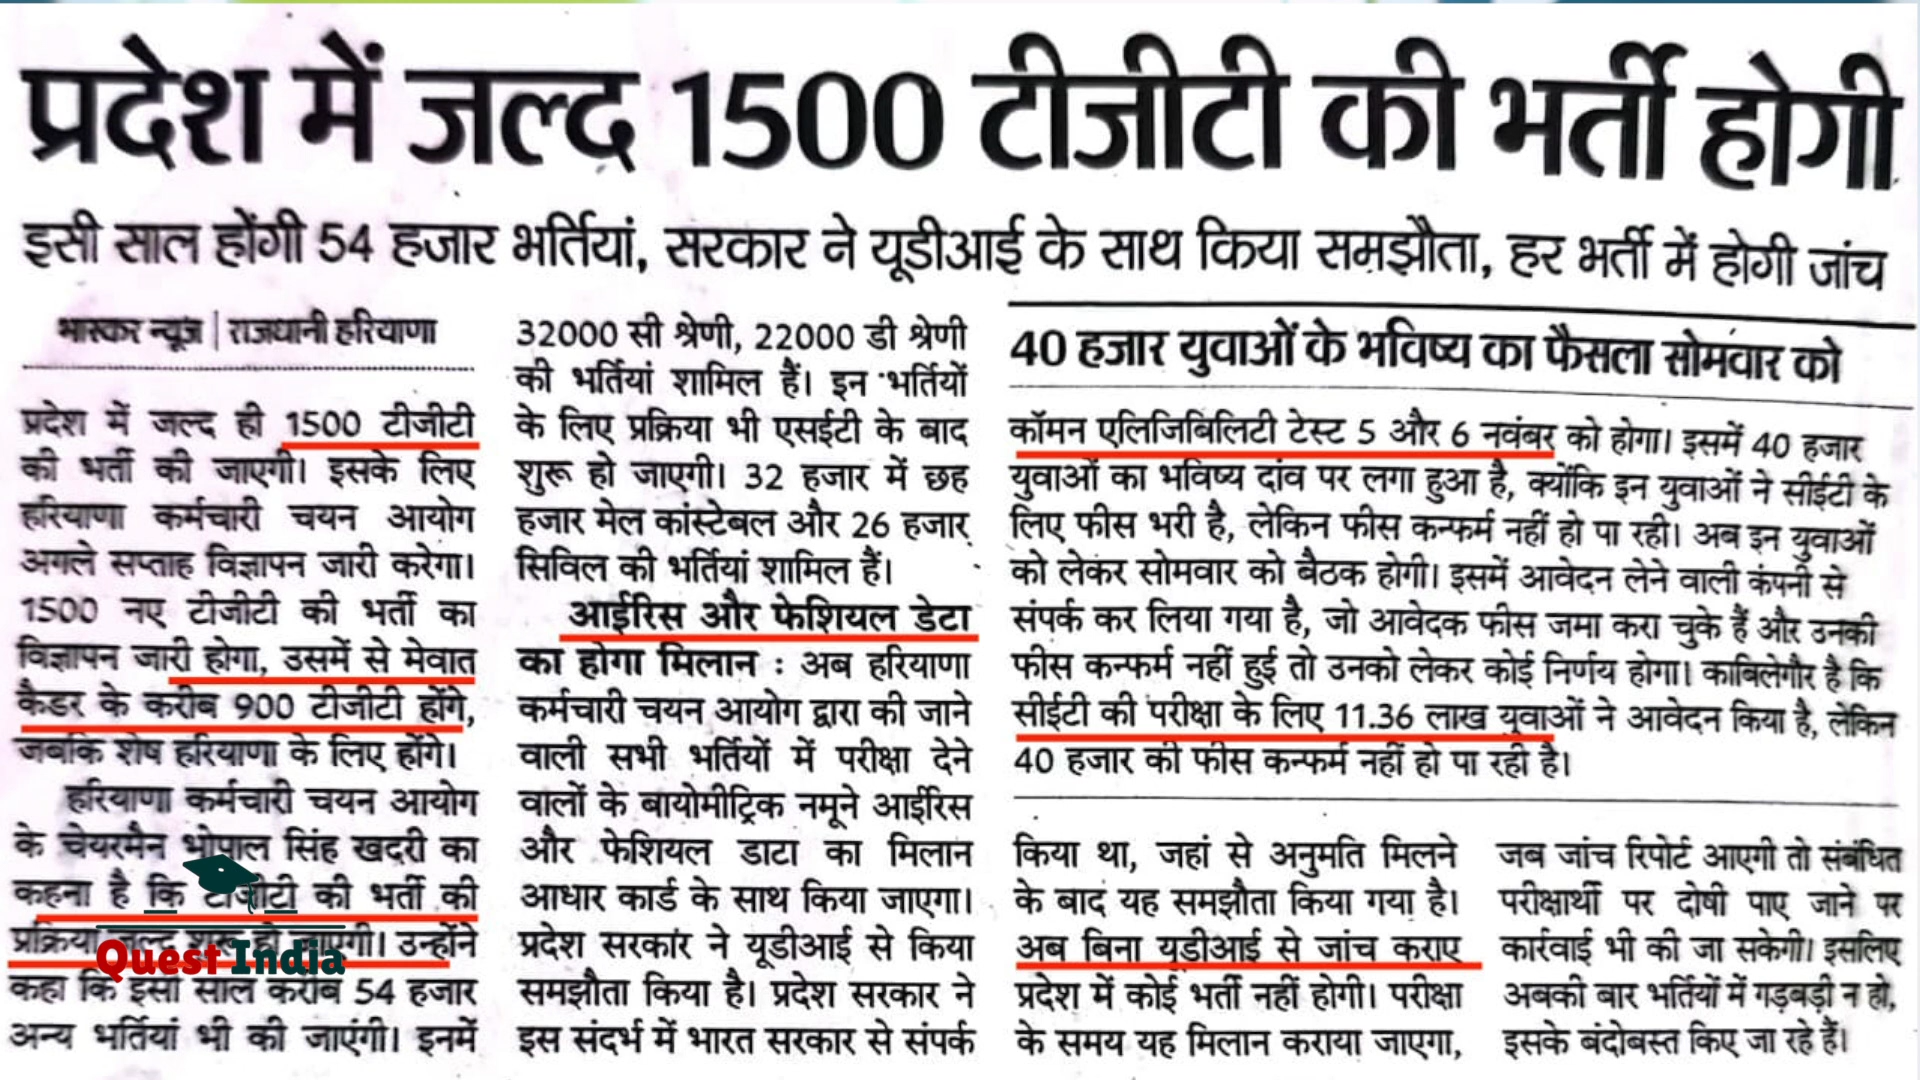 प्रदेश में जल्द 1500 टीजीटी की भर्ती होगी
इसी साल होंगी 54 हजार भर्तियां, सरकार ने यूडीआई के साथ किया समझौता, हर भर्ती में होगी जांच
भास्कर न्यूज | राजधानी हरियाणा
प्रदेश में जल्द ही 1500 टीजीटी
की भर्ती की जाएगी। इसके लिए
हरियाणा कर्मचारी चयन आयोग
अगले सप्ताह विज्ञापन जारी करेगा।
1500 नए टीजीटी की भर्ती का
विज्ञापन जारी होगा, उसमें से मेवात
कैडर के करीब 900 टीजीटी होंगे,
जबकि शेष हरियाणा के लिए होंगे।
हरियाणा कर्मचारी चयन आयोग
के चेयरमैन भोपाल सिंह खदरी का
कहना है कि टीजीटी की भर्ती की
प्रक्रिया जल्द शुरू हो जाएगी। उन्होंने
Quest India
कहा कि इसी साल करीब 54 हजार
अन्य भर्तियां भी की जाएंगी। इनमें
32000 सी श्रेणी, 22000 डी श्रेणी
की भर्तियां शामिल हैं। इन भर्तियों
के लिए प्रक्रिया भी एसईटी के बाद
शुरू हो जाएगी। 32 हजार में छह
हजार मेल कांस्टेबल और 26 हजार
सिविल की भर्तियां शामिल हैं।
आईरिस और फेशियल डेटा
का होगा मिलान : अब हरियाणा
कर्मचारी चयन आयोग द्वारा की जाने
वाली सभी भर्तियों में परीक्षा देने
वालों के बायोमीट्रिक नमूने आईरिस
और फेशियल डाटा का मिलान
आधार कार्ड के साथ किया जाएगा।
प्रदेश सरकार ने यूडीआई से किया
समझौता किया है। प्रदेश सरकार ने
इस संदर्भ में भारत सरकार से संपर्क
40 हजार युवाओं के भविष्य का फैसला सोमवार को
कॉमन एलिजिबिलिटी टेस्ट 5 और 6 नवंबर को होगा। इसमें 40 हजार
युवाओं का भविष्य दांव पर लगा हुआ है, क्योंकि इन युवाओं ने सीईटी के
लिए फीस भरी है, लेकिन फीस कन्फर्म नहीं हो पा रही। अब इन युवाओं
को लेकर सोमवार को बैठक होगी। इसमें आवेदन लेने वाली कंपनी से
संपर्क कर लिया गया है, जो आवेदक फीस जमा करा चुके हैं और उनकी
फीस कन्फर्म नहीं हुई तो उनको लेकर कोई निर्णय होगा। काबिलेगौर है कि
सीईटी की परीक्षा के लिए 11.36 लाख युवाओं ने आवेदन किया है, लेकिन
40 हजार की फीस कन्फर्म नहीं हो पा रही है।
किया था, जहां से अनुमति मिलने
के बाद यह समझौता किया गया है।
अब बिना यूडीआई से जांच कराए
प्रदेश में कोई भर्ती नहीं होगी। परीक्षा
के समय यह मिलान कराया जाएगा,
जब जांच रिपोर्ट आएगी तो संबंधित
परीक्षार्थी पर दोषी पाए जाने पर
कार्रवाई भी की जा सकेगी। इसलिए
अबकी बार भर्तियों में गड़बड़ी न हो,
इसके बंदोबस्त किए जा रहे हैं।